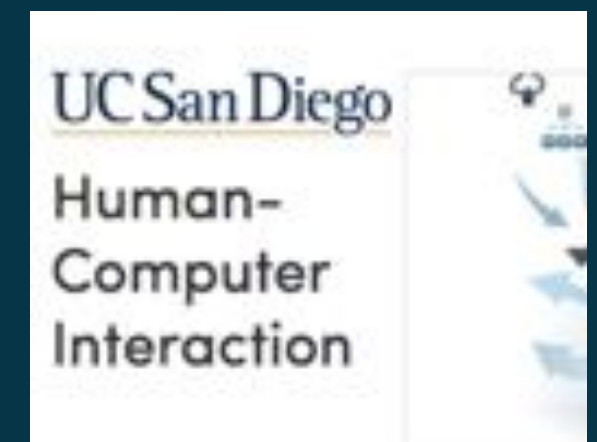 UC San Diego
Human-
Computer
Interaction